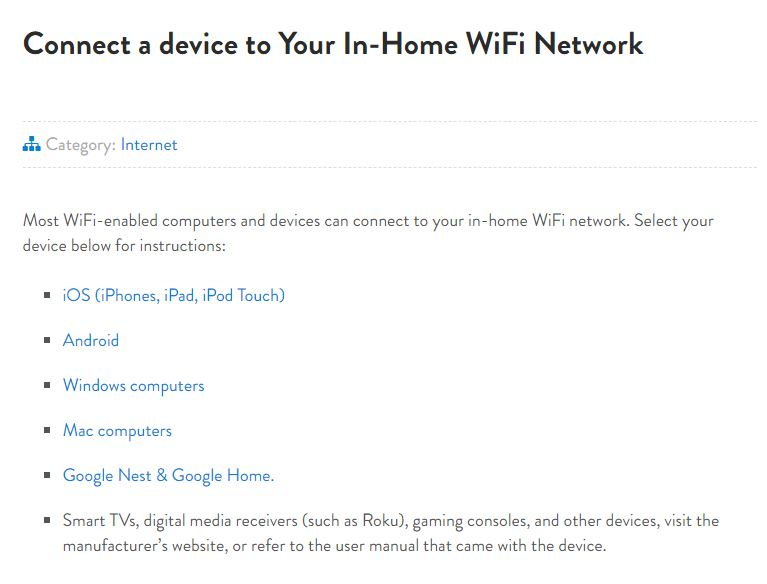 Connect a device to Your In-Home WiFi Network
Category: Internet
Most WiFi-enabled computers and devices can connect to your in-home WiFi network. Select your
device below for instructions:
iOS (iPhones, iPad, iPod Touch)
Android
Windows computers
Mac computers
Google Nest & Google Home.
Smart TVs, digital media receivers (such as Roku), gaming consoles, and other devices, visit the
manufacturer’s website, or refer to the user manual that came with the device.